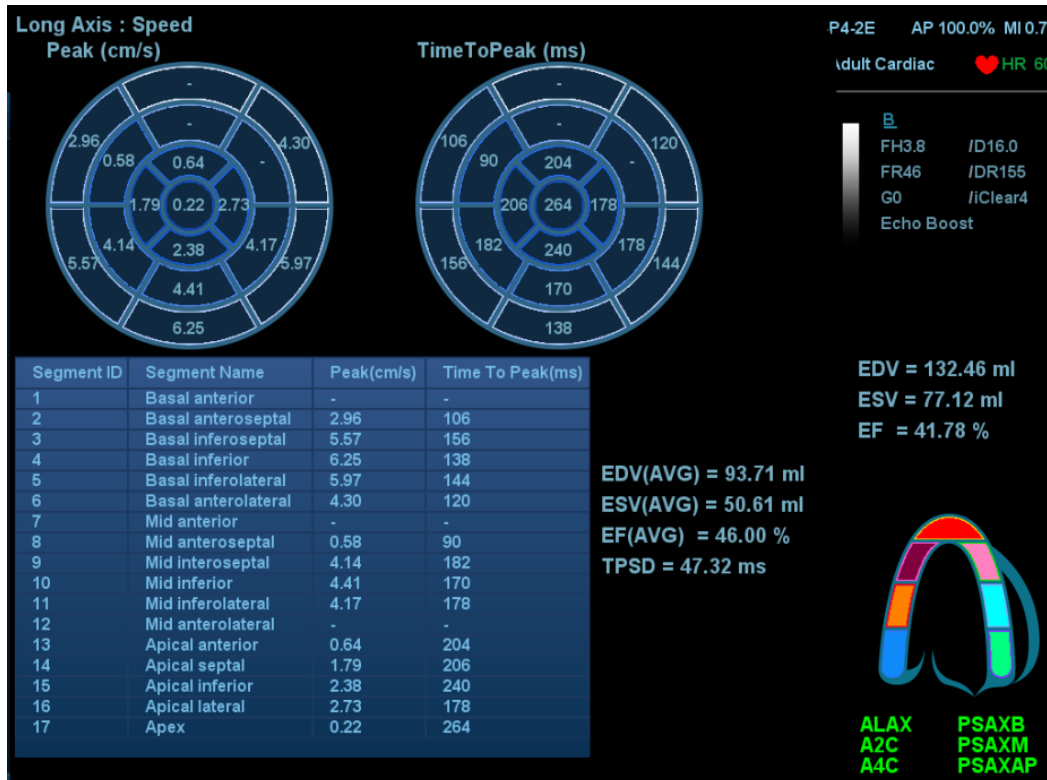 Long Axis : Speed
Peak (cm/s)
TimeToPeak (ms)
-
2.96
4.30
-
0.58
-
0.64
1.79
0.22
2.73
4.14
4.17
5.57
5.97
2.38
4.41
6.25
-
106
120
-
90
-
204
206
264
178
182
178
156
144
240
170
138
Segment ID Segment Name Peak(cm/s) Time To Peak(ms)
1 Basal anterior - -
2 Basal anteroseptal 2.96 106
3 Basal inferoseptal 5.57 156
4 Basal inferior 6.25 138
5 Basal inferolateral 5.97 144
6 Basal anterolateral 4.30 120
7 Mid anterior - -
8 Mid anteroseptal 0.58 90
9 Mid interoseptal 4.14 182
10 Mid inferior 4.41 170
11 Mid inferolateral 4.17 178
12 Mid anterolateral - -
13 Apical anterior 0.64 204
14 Apical septal 1.79 206
15 Apical inferior 2.38 240
16 Apical lateral 2.73 178
17 Apex 0.22 264
EDV(AVG) = 93.71 ml
ESV(AVG) = 50.61 ml
EF(AVG) = 46.00 %
TPSD = 47.32 ms
P4-2E AP 100.0% MI 0.7
Adult Cardiac HR 60
B
FH3.8 /D16.0
FR46 /DR155
G0 /iClear4
Echo Boost
EDV = 132.46 ml
ESV = 77.12 ml
EF = 41.78 %
ALAX PSAXB
A2C PSAXM
A4C PSAXAP